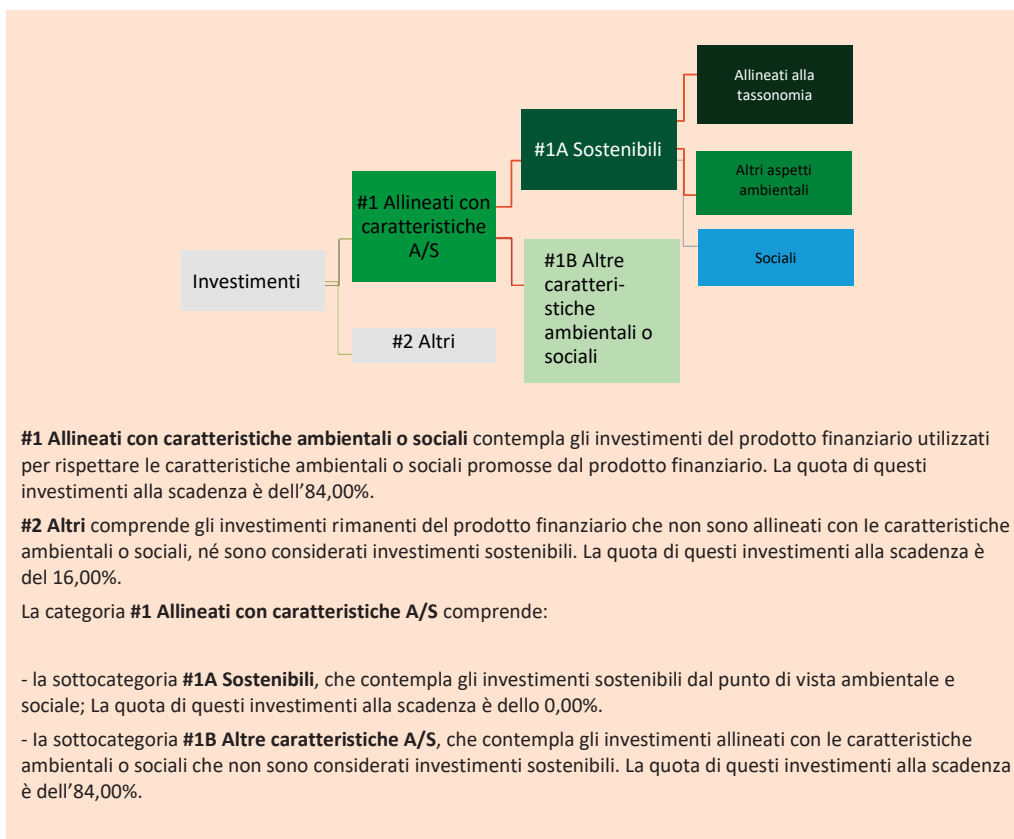 Allineati alla
tassonomia
#1A Sostenibili
Altri aspetti
ambientali
#1 Allineati con
caratteristiche
A/S
Sociali
#1B Altre
caratteri-
stiche
ambientali o
sociali
Investimenti
#2 Altri
#1 Allineati con caratteristiche ambientali o sociali contempla gli investimenti del prodotto finanziario utilizzati
per rispettare le caratteristiche ambientali o sociali promosse dal prodotto finanziario. La quota di questi
investimenti alla scadenza è dell’84,00%.
#2 Altri comprende gli investimenti rimanenti del prodotto finanziario che non sono allineati con le caratteristiche
ambientali o sociali, né sono considerati investimenti sostenibili. La quota di questi investimenti alla scadenza è
del 16,00%.
La categoria #1 Allineati con caratteristiche A/S comprende:
- la sottocategoria #1A Sostenibili, che contempla gli investimenti sostenibili dal punto di vista ambientale e
sociale; La quota di questi investimenti alla scadenza è dello 0,00%.
- la sottocategoria #1B Altre caratteristiche A/S, che contempla gli investimenti allineati con le caratteristiche
ambientali o sociali che non sono considerati investimenti sostenibili. La quota di questi investimenti alla scadenza
è dell’84,00%.